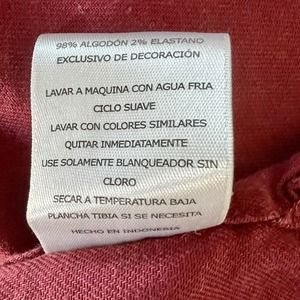 98% ALGODÓN 2% ELASTANO
EXCLUSIVO DE DECORACIÓN
LAVAR A MAQUINA CON AGUA FRIA
CICLO SUAVE
LAVAR CON COLORES SIMILARES
QUITAR INMEDIATAMENTE
USE SOLAMENTE BLANQUEADOR SIN
CLORO
SECAR A TEMPERATURA BAJA
PLANCHA TIBIA SI SE NECESITA
HECHO EN INDONERIA